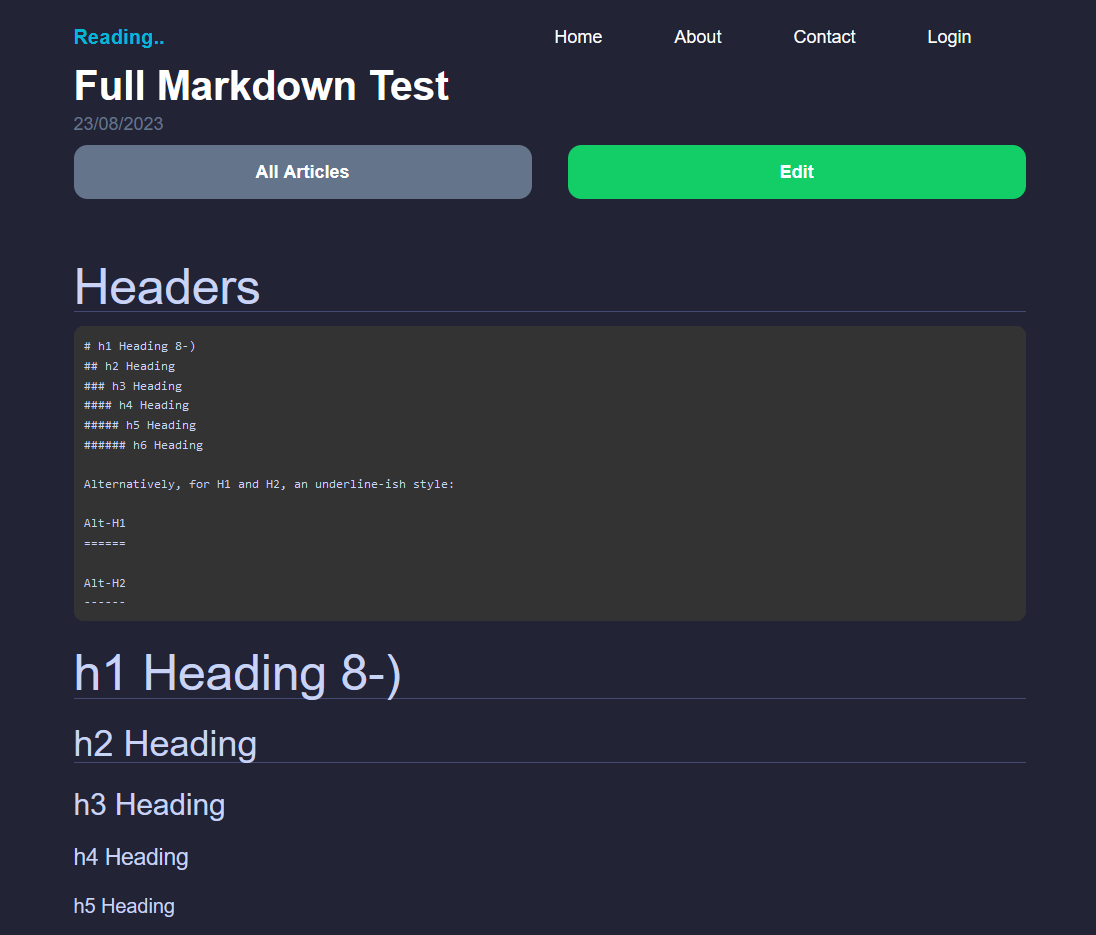 Reading.. Home About Contact Login
Full Markdown Test
23/08/2023
All Articles Edit
Headers
# h1 Heading 8-)
## h2 Heading
### h3 Heading
#### h4 Heading
##### h5 Heading
###### h6 Heading
Alternatively, for H1 and H2, an underline-ish style:
Alt-H1
======
Alt-H2
------
h1 Heading 8-)
h2 Heading
h3 Heading
h4 Heading
h5 Heading